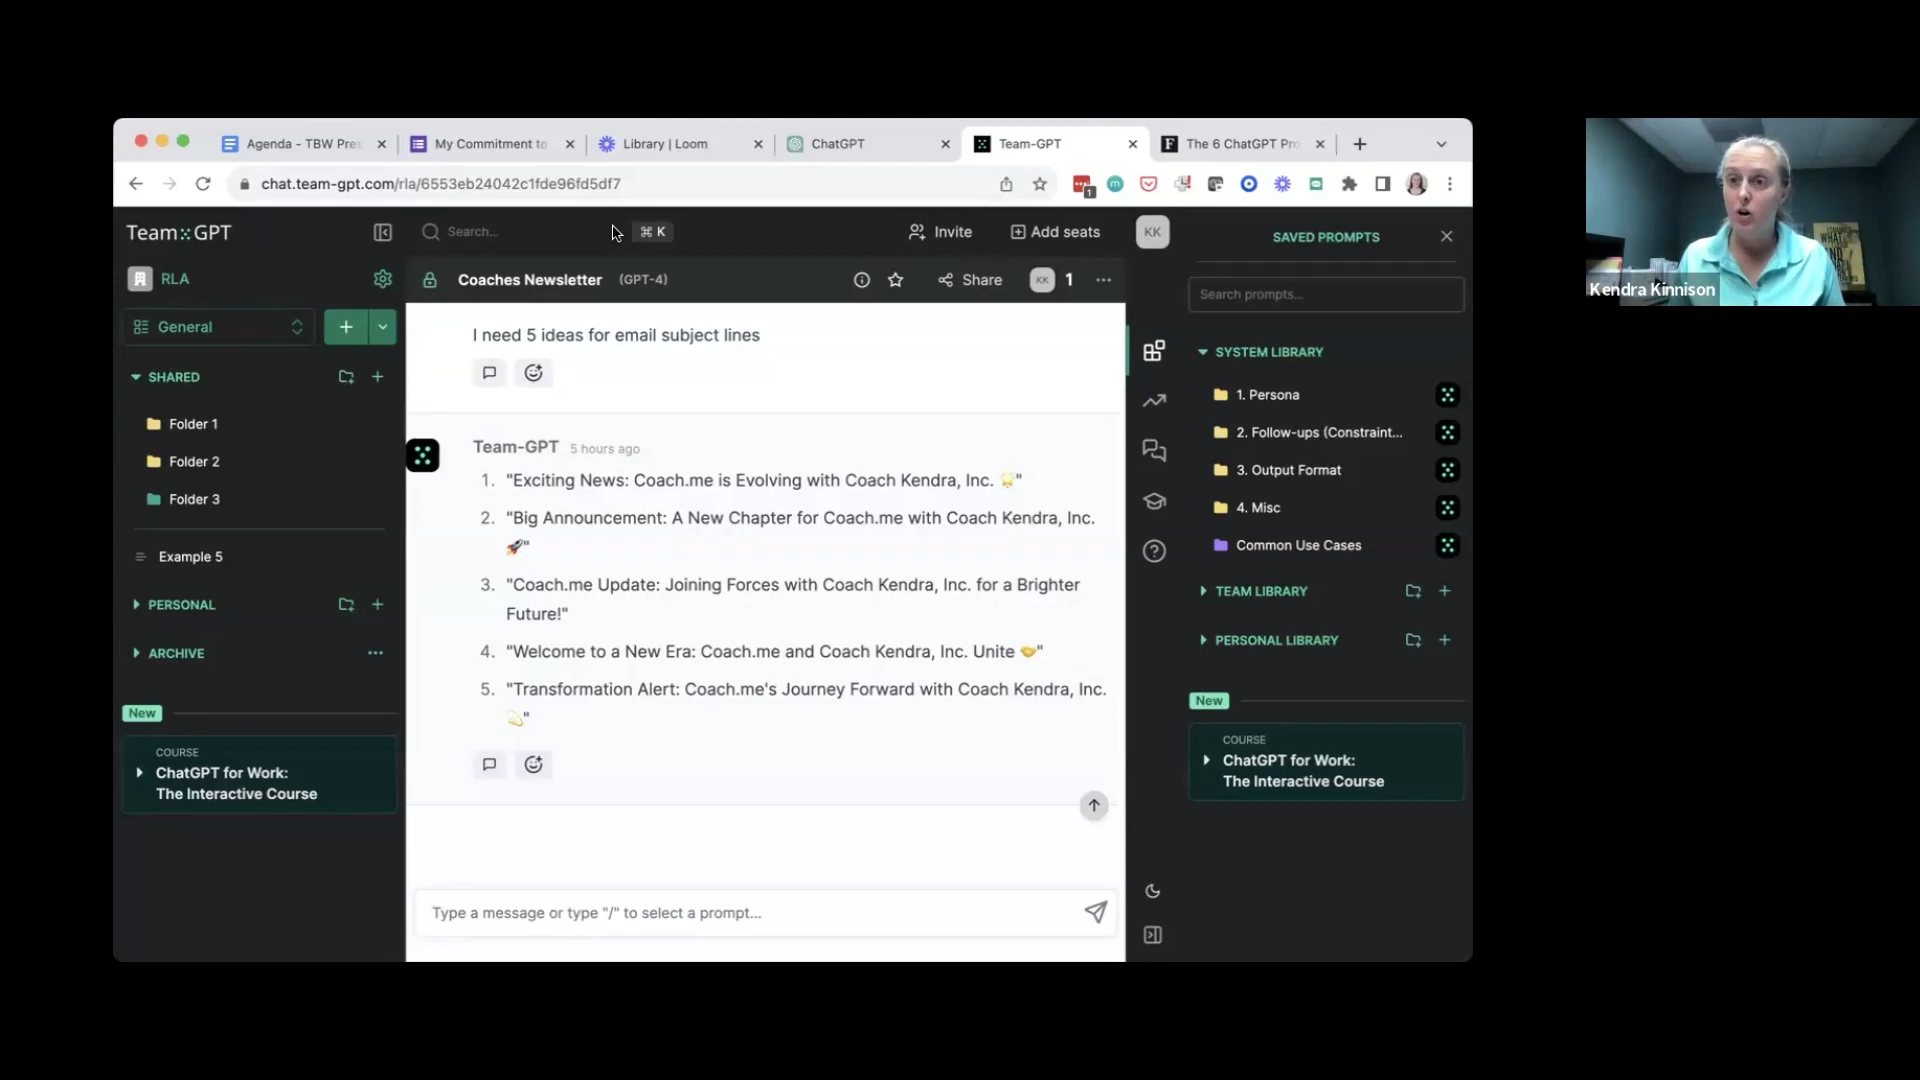 Agenda - TBW Pres
My Commitment to
Library | Loom
ChatGPT
Team-GPT
The 6 ChatGPT Pro
chat.team-gpt.com/rla/6553eb24042c1fde96fd5df7
1
Team GPT
Search...
⌘ K
Invite
Add seats
KK
RLA
General
SHARED
Folder 1
Folder 2
Folder 3
Example 5
PERSONAL
ARCHIVE
New
COURSE
ChatGPT for Work:
The Interactive Course
Coaches Newsletter (GPT-4)
Share
KK 1
I need 5 ideas for email subject lines
Team-GPT 5 hours ago
1. "Exciting News: Coach.me is Evolving with Coach Kendra, Inc. 🌟"
2. "Big Announcement: A New Chapter for Coach.me with Coach Kendra, Inc.
🚀"
3. "Coach.me Update: Joining Forces with Coach Kendra, Inc. for a Brighter
Future!"
4. "Welcome to a New Era: Coach.me and Coach Kendra, Inc. Unite 🤝"
5. "Transformation Alert: Coach.me's Journey Forward with Coach Kendra, Inc.
💫"
Type a message or type "/" to select a prompt...
SAVED PROMPTS
Search prompts...
SYSTEM LIBRARY
1. Persona
2. Follow-ups (Constraint...
3. Output Format
4. Misc
Common Use Cases
TEAM LIBRARY
PERSONAL LIBRARY
New
COURSE
ChatGPT for Work:
The Interactive Course
WHAT
Kendra Kinnison